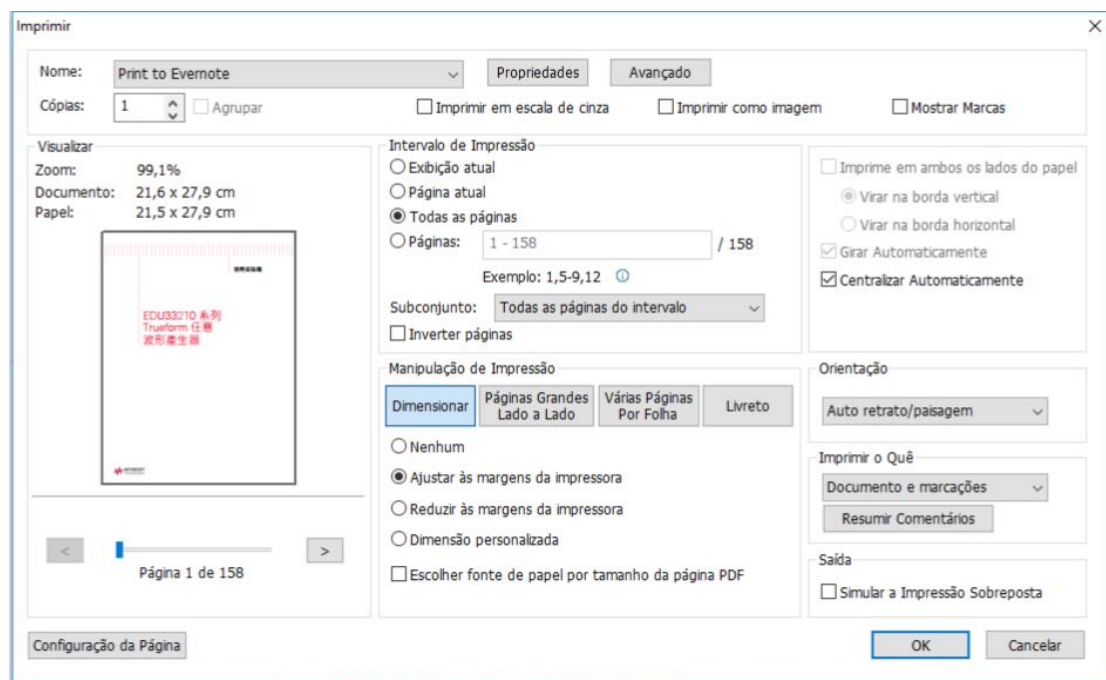 Imprimir
Nome: Print to Evernote Propriedades Avançado
Cópias: 1 Agrupar Imprimir em escala de cinza Imprimir como imagem Mostrar Marcas
Visualizar
Zoom: 99,1%
Documento: 21,6 x 27,9 cm
Papel: 21,5 x 27,9 cm
使用者指南
EDU33210 系列
Trueform 任意
波形產生器
KEYSIGHT
<
>
Página 1 de 158
Intervalo de Impressão
Exibição atual
Página atual
Todas as páginas
Páginas: 1 - 158 / 158
Exemplo: 1,5-9,12
Subconjunto: Todas as páginas do intervalo
Inverter páginas
Manipulação de Impressão
Dimensionar
Páginas Grandes
Lado a Lado
Várias Páginas
Por Folha
Livreto
Nenhum
Ajustar às margens da impressora
Reduzir às margens da impressora
Dimensão personalizada
Escolher fonte de papel por tamanho da página PDF
Imprime em ambos os lados do papel
Virar na borda vertical
Virar na borda horizontal
Girar Automaticamente
Centralizar Automaticamente
Orientação
Auto retrato/paisagem
Imprimir o Quê
Documento e marcações
Resumir Comentários
Saída
Simular a Impressão Sobreposta
Configuração da Página
OK
Cancelar